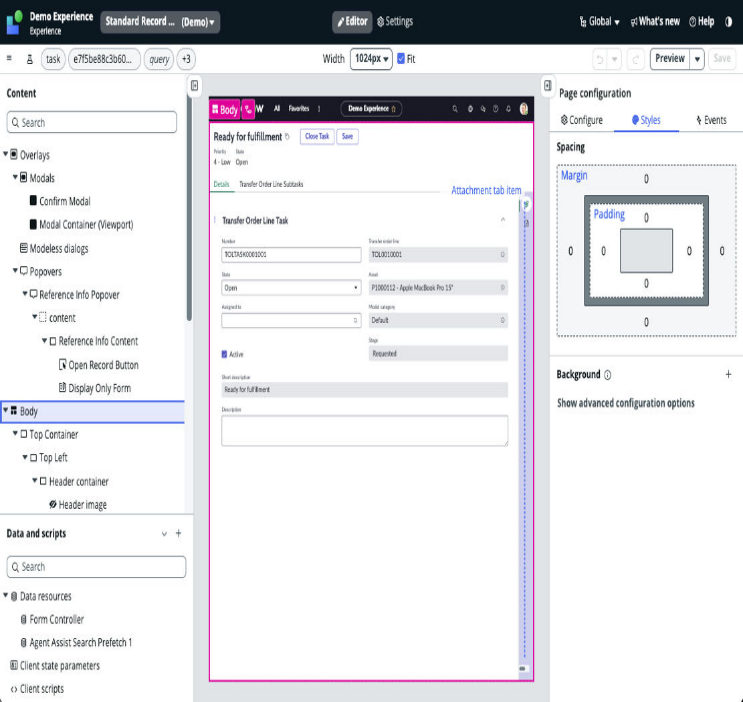 Demo Experience
Experience
Standard Record ... (Demo)
Editor
Settings
Global
What's new
Help
task
e7f5be88c3b60...
query
+3
Width
1024px
Fit
Preview
Save
Content
Search
Overlays
Modals
Confirm Modal
Modal Container (Viewport)
Modeless dialogs
Popovers
Reference Info Popover
content
Reference Info Content
Open Record Button
Display Only Form
Body
Top Container
Top Left
Header container
Header image
Data and scripts
Search
Data resources
Form Controller
Agent Assist Search Prefetch 1
Client state parameters
Client scripts
Body
W
All
Favorites
Demo Experience
Ready for fulfillment
Close Task
Save
Priority
State
4 - Low
Open
Details
Transfer Order Line Subtasks
Attachment tab item
Transfer Order Line Task
Number
Transfer order line
TOLTASK0001001
TOL0010001
State
Asset
Open
P1000112 - Apple MacBook Pro 15"
Assigned to
Model category
Default
Stage
Active
Requested
Short description
Ready for fulfillment
Description
Page configuration
Configure
Styles
Events
Spacing
Margin
0
Padding
0
0
0
0
0
0
0
Background
Show advanced configuration options